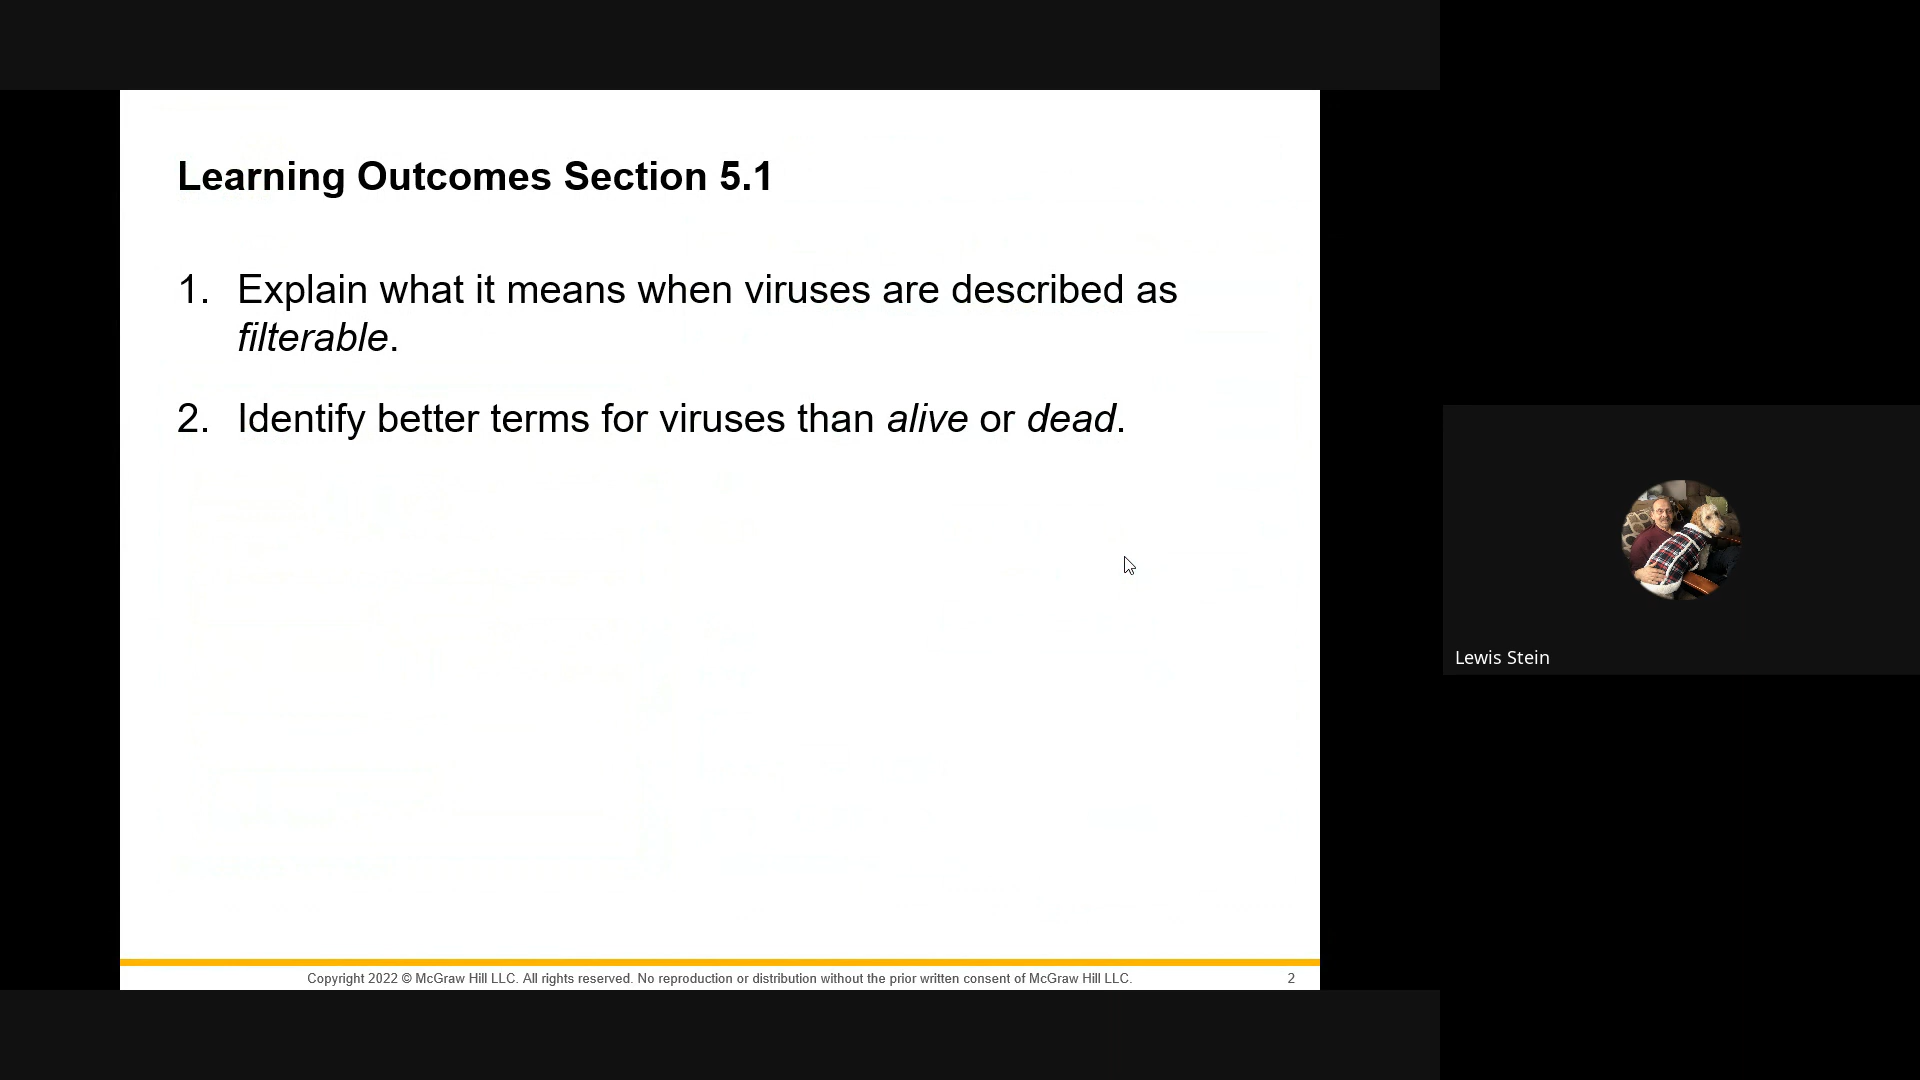 Learning Outcomes Section 5.1
1. Explain what it means when viruses are described as
filterable.
2. Identify better terms for viruses than alive or dead.
Lewis Stein
Copyright 2022 © McGraw Hill LLC. All rights reserved. No reproduction or distribution without the prior written consent of McGraw Hill LLC.
2